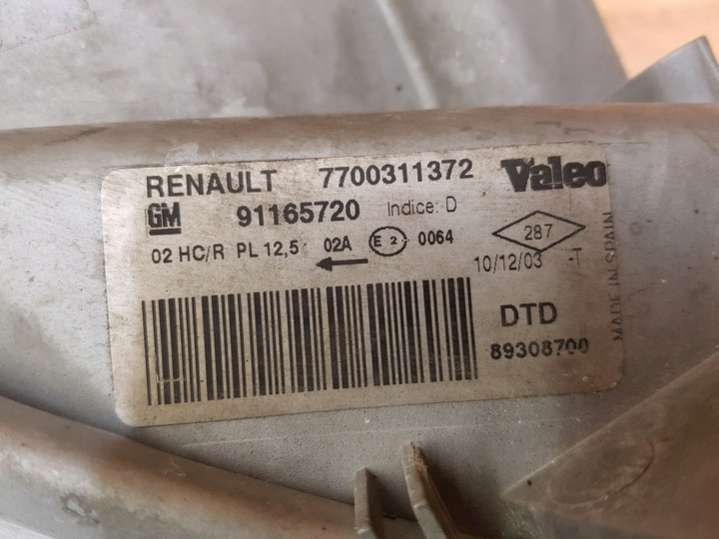 RENAULT 7700311372 Valeo
GM 91165720 Indice: D
02 HC/R PL 12,5 02A E 2 0064 287
10/12/03 -T
DTD
89308700
MADE IN SPAIN